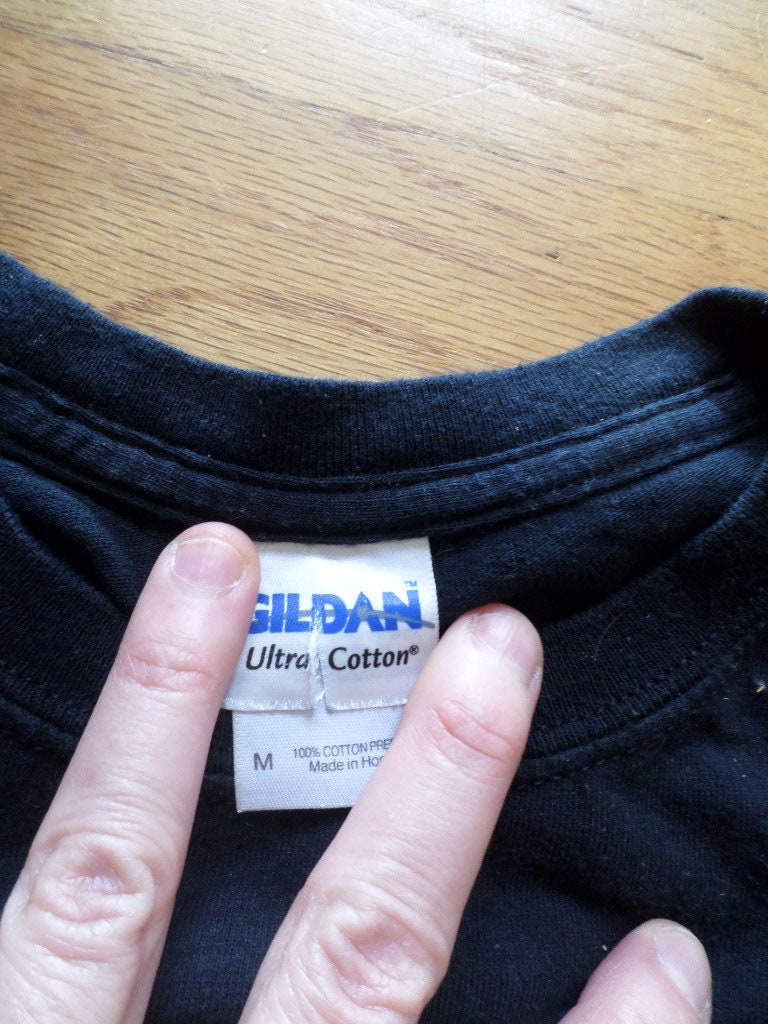 GILDAN™
Ultra Cotton®
M
100% COTTON
Made in